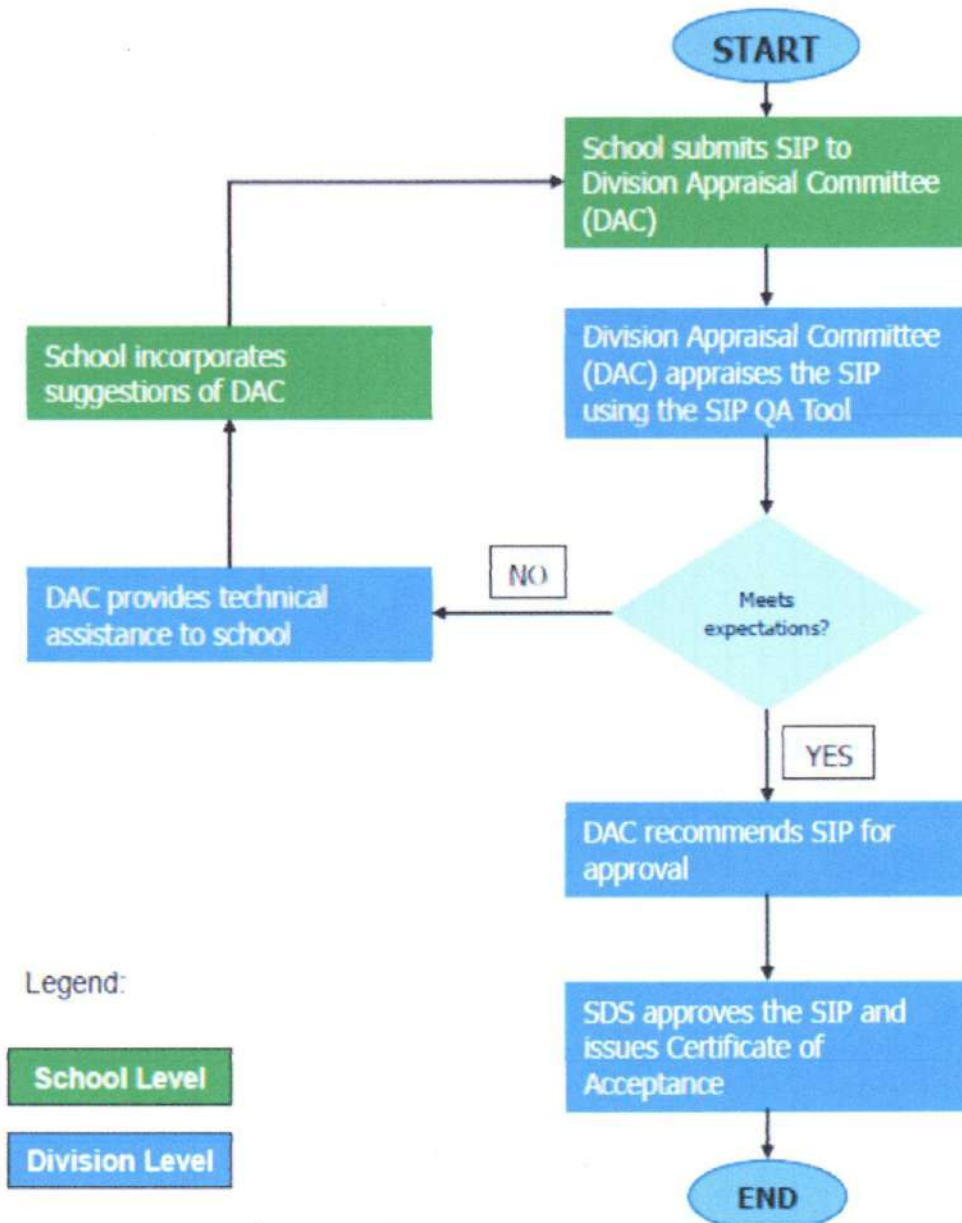 START
School submits SIP to
Division Appraisal Committee
(DAC)
School incorporates
suggestions of DAC
Division Appraisal Committee
(DAC) appraises the SIP
using the SIP QA Tool
NO
DAC provides technical
assistance to school
Meets
expectations?
YES
DAC recommends SIP for
approval
Legend:
SDS approves the SIP and
issues Certificate of
Acceptance
School Level
Division Level
END